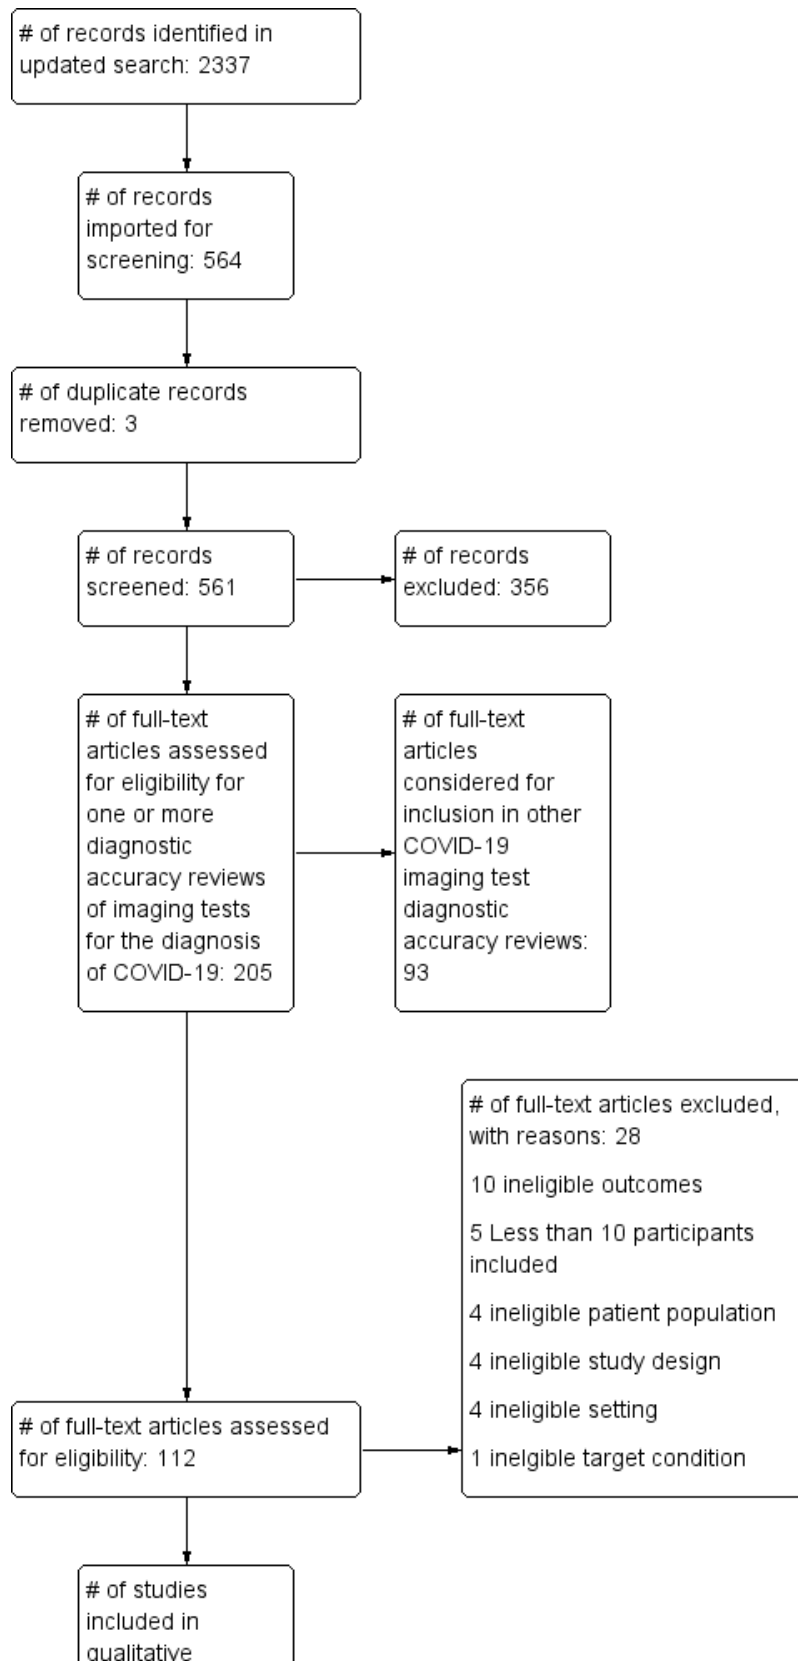 # of records identified in
updated search: 2337
# of records
imported for
screening: 564
# of duplicate records
removed: 3
# of records
screened: 561
# of records
excluded: 356
# of full-text
articles assessed
for eligibility for
one or more
diagnostic
accuracy reviews
of imaging tests
for the diagnosis
of COVID-19: 205
# of full-text
articles
considered for
inclusion in other
COVID-19
imaging test
diagnostic
accuracy reviews:
93
# of full-text articles excluded,
with reasons: 28
10 ineligible outcomes
5 Less than 10 participants
included
4 ineligible patient population
4 ineligible study design
4 ineligible setting
1 inelgible target condition
# of full-text articles assessed
for eligibility: 112
# of studies
included in
qualitative